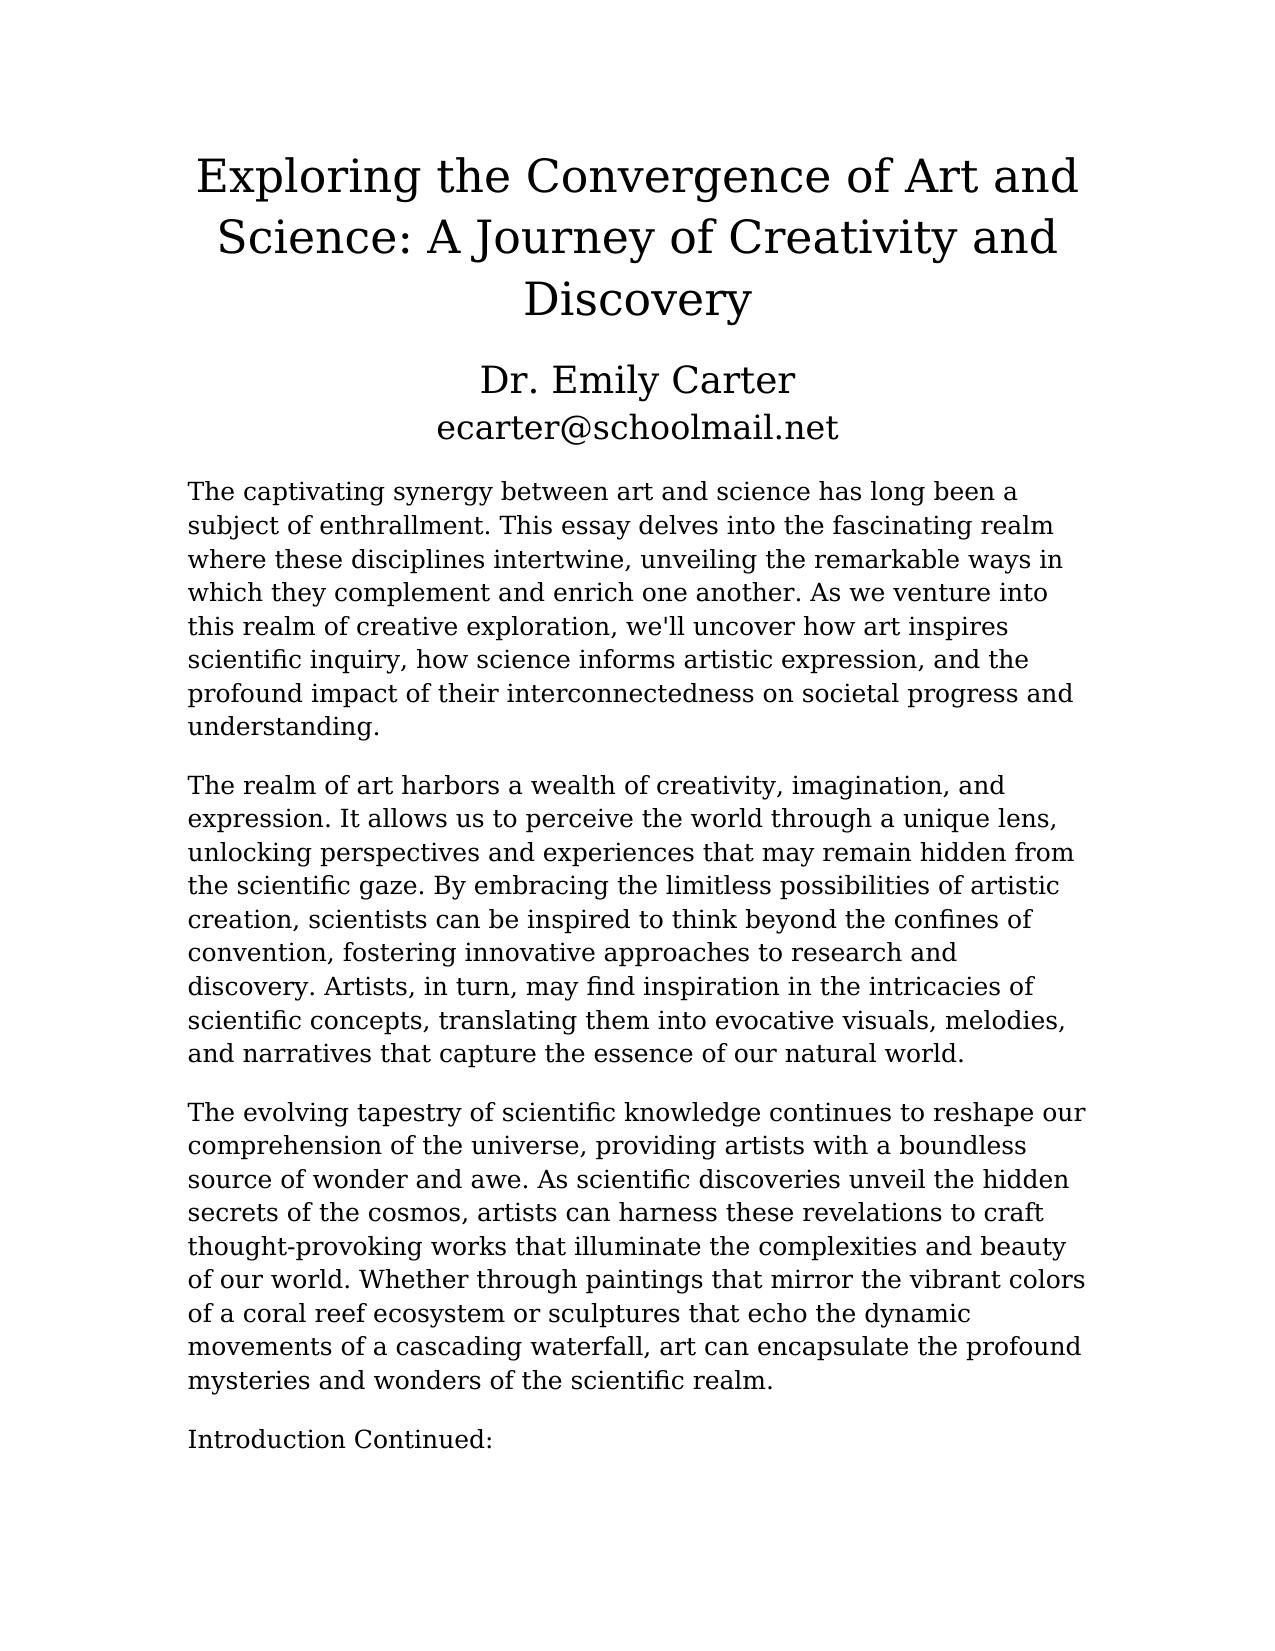 Exploring the Convergence of Art and
Science: A Journey of Creativity and
Discovery
Dr. Emily Carter
ecarter@schoolmail.net
The captivating synergy between art and science has long been a
subject of enthrallment. This essay delves into the fascinating realm
where these disciplines intertwine, unveiling the remarkable ways in
which they complement and enrich one another. As we venture into
this realm of creative exploration, we'll uncover how art inspires
scientific inquiry, how science informs artistic expression, and the
profound impact of their interconnectedness on societal progress and
understanding.
The realm of art harbors a wealth of creativity, imagination, and
expression. It allows us to perceive the world through a unique lens,
unlocking perspectives and experiences that may remain hidden from
the scientific gaze. By embracing the limitless possibilities of artistic
creation, scientists can be inspired to think beyond the confines of
convention, fostering innovative approaches to research and
discovery. Artists, in turn, may find inspiration in the intricacies of
scientific concepts, translating them into evocative visuals, melodies,
and narratives that capture the essence of our natural world.
The evolving tapestry of scientific knowledge continues to reshape our
comprehension of the universe, providing artists with a boundless
source of wonder and awe. As scientific discoveries unveil the hidden
secrets of the cosmos, artists can harness these revelations to craft
thought-provoking works that illuminate the complexities and beauty
of our world. Whether through paintings that mirror the vibrant colors
of a coral reef ecosystem or sculptures that echo the dynamic
movements of a cascading waterfall, art can encapsulate the profound
mysteries and wonders of the scientific realm.
Introduction Continued: